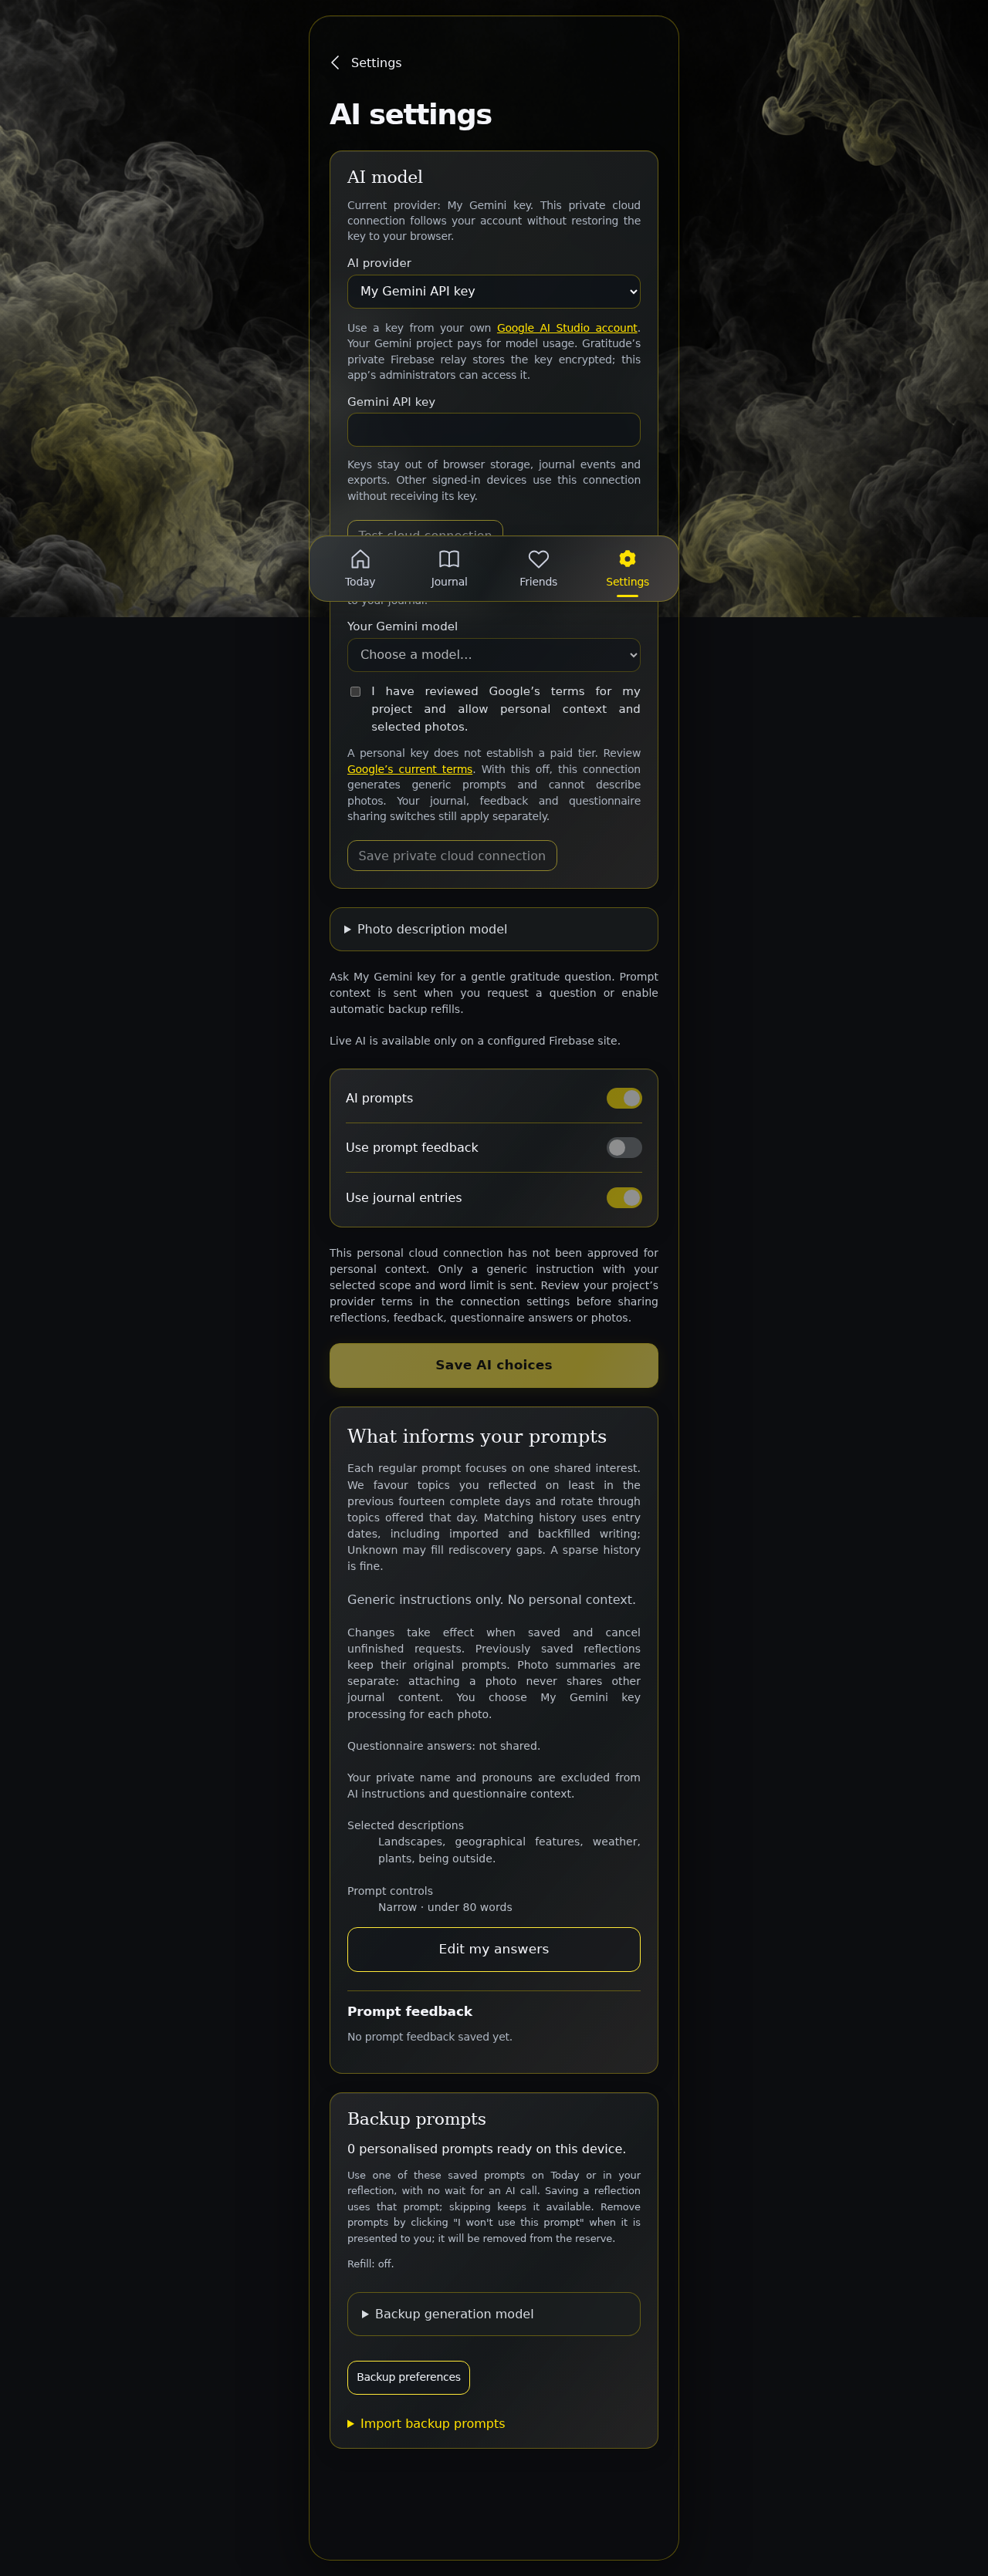 Settings
AI settings
AI model
Current provider: My Gemini key. This private cloud
connection follows your account without restoring the
key to your browser.
AI provider
My Gemini API key
Use a key from your own Google AI Studio account.
Your Gemini project pays for model usage. Gratitude’s
private Firebase relay stores the key encrypted; this
app’s administrators can access it.
Gemini API key
Keys stay out of browser storage, journal events and
exports. Other signed-in devices use this connection
without receiving its key.
Test cloud connection
Today
Journal
Friends
Settings
to your journal.
Your Gemini model
Choose a model…
I have reviewed Google’s terms for my
project and allow personal context and
selected photos.
A personal key does not establish a paid tier. Review
Google’s current terms. With this off, this connection
generates generic prompts and cannot describe
photos. Your journal, feedback and questionnaire
sharing switches still apply separately.
Save private cloud connection
Photo description model
Ask My Gemini key for a gentle gratitude question. Prompt
context is sent when you request a question or enable
automatic backup refills.
Live AI is available only on a configured Firebase site.
AI prompts
Use prompt feedback
Use journal entries
This personal cloud connection has not been approved for
personal context. Only a generic instruction with your
selected scope and word limit is sent. Review your project’s
provider terms in the connection settings before sharing
reflections, feedback, questionnaire answers or photos.
Save AI choices
What informs your prompts
Each regular prompt focuses on one shared interest.
We favour topics you reflected on least in the
previous fourteen complete days and rotate through
topics offered that day. Matching history uses entry
dates, including imported and backfilled writing;
Unknown may fill rediscovery gaps. A sparse history
is fine.
Generic instructions only. No personal context.
Changes take effect when saved and cancel
unfinished requests. Previously saved reflections
keep their original prompts. Photo summaries are
separate: attaching a photo never shares other
journal content. You choose My Gemini key
processing for each photo.
Questionnaire answers: not shared.
Your private name and pronouns are excluded from
AI instructions and questionnaire context.
Selected descriptions
Landscapes, geographical features, weather,
plants, being outside.
Prompt controls
Narrow · under 80 words
Edit my answers
Prompt feedback
No prompt feedback saved yet.
Backup prompts
0 personalised prompts ready on this device.
Use one of these saved prompts on Today or in your
reflection, with no wait for an AI call. Saving a reflection
uses that prompt; skipping keeps it available. Remove
prompts by clicking "I won't use this prompt" when it is
presented to you; it will be removed from the reserve.
Refill: off.
Backup generation model
Backup preferences
Import backup prompts